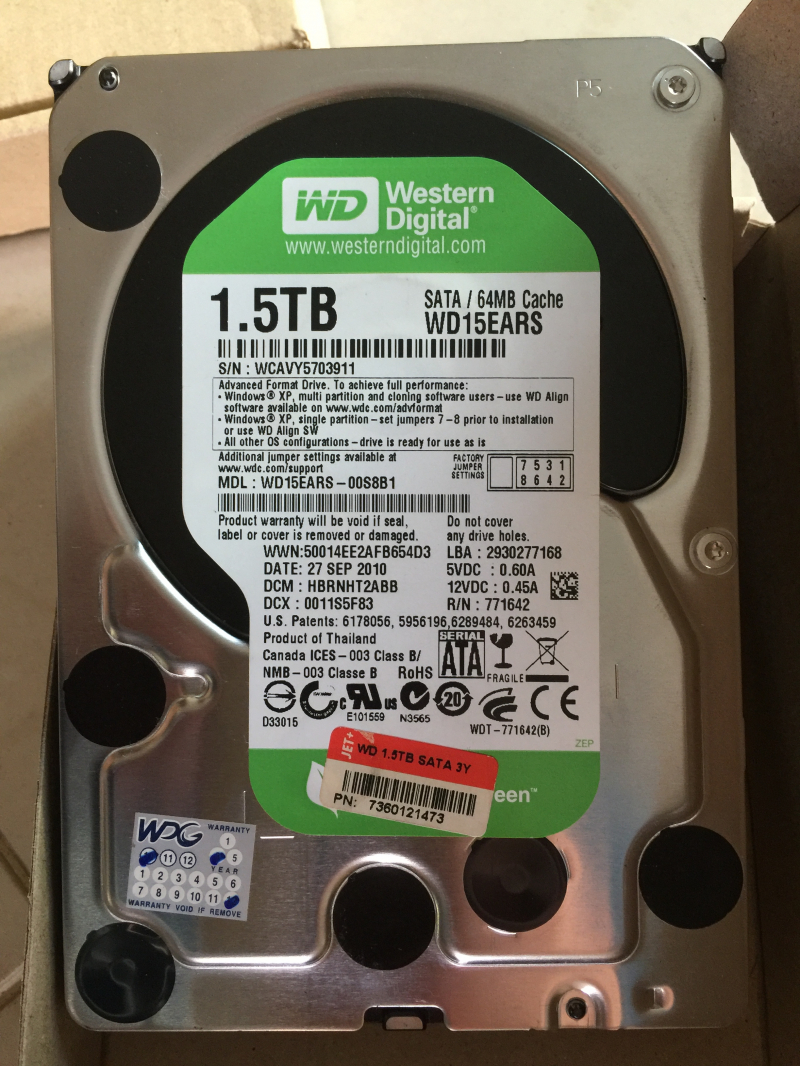 P5
WD Western
Digital®
www.westerndigital.com
1.5TB
SATA / 64MB Cache
WD15EARS
S/N : WCAVY5703911
Advanced Format Drive. To achieve full performance:
• Windows® XP, multi partition and cloning software users – use WD Align
software available on www.wdc.com/advformat
• Windows® XP, single partition – set jumpers 7 – 8 prior to installation
or use WD Align SW
• All other OS configurations – drive is ready for use as is
Additional jumper settings available at
www.wdc.com/support
FACTORY
JUMPER
SETTINGS
7 5 3 1
8 6 4 2
MDL : WD15EARS – 00S8B1
Product warranty will be void if seal,
label or cover is removed or damaged.
Do not cover
any drive holes.
WWN:50014EE2AFB654D3
LBA : 2930277168
DATE: 27 SEP 2010
5VDC : 0.60A
DCM : HBRNHT2ABB
12VDC : 0.45A
DCX : 0011S5F83
R/N : 771642
U.S. Patents: 6178056, 5956196,6289484, 6263459
Product of Thailand
Canada ICES – 003 Class B/
NMB – 003 Classe B
RoHS
SERIAL
ATA
FRAGILE
D33015
E101559
N3565
20
CE
WDT – 771642(B)
ZEP
JET+
WD 1.5TB SATA 3Y
PN: 7360121473
een™
WDG WARRANTY
1
11 12 5
YEAR
1 2 3 4 5 6
7 8 9 10 11
WARRANTY VOID IF REMOVE